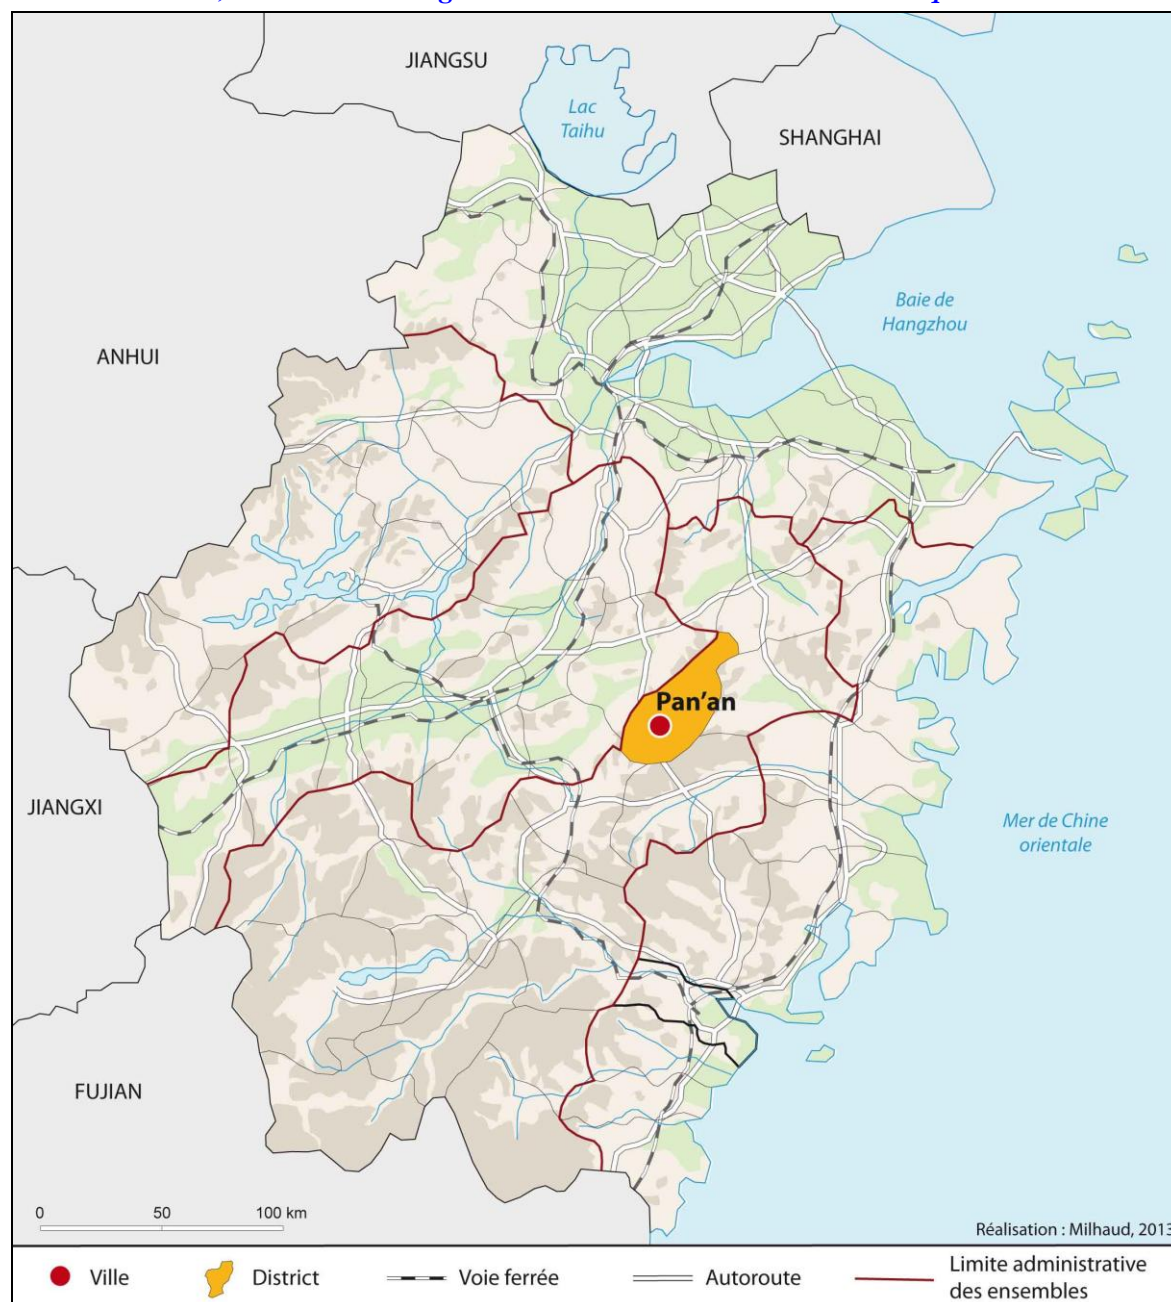 JIANGSU
Lac
Taihu
SHANGHAI
Baie de
Hangzhou
ANHUI
Pan’an
JIANGXI
Mer de Chine
orientale
FUJIAN
0 50 100 km
Réalisation : Milhaud, 2013
Ville
District
Voie ferrée
Autoroute
Limite administrative
des ensembles